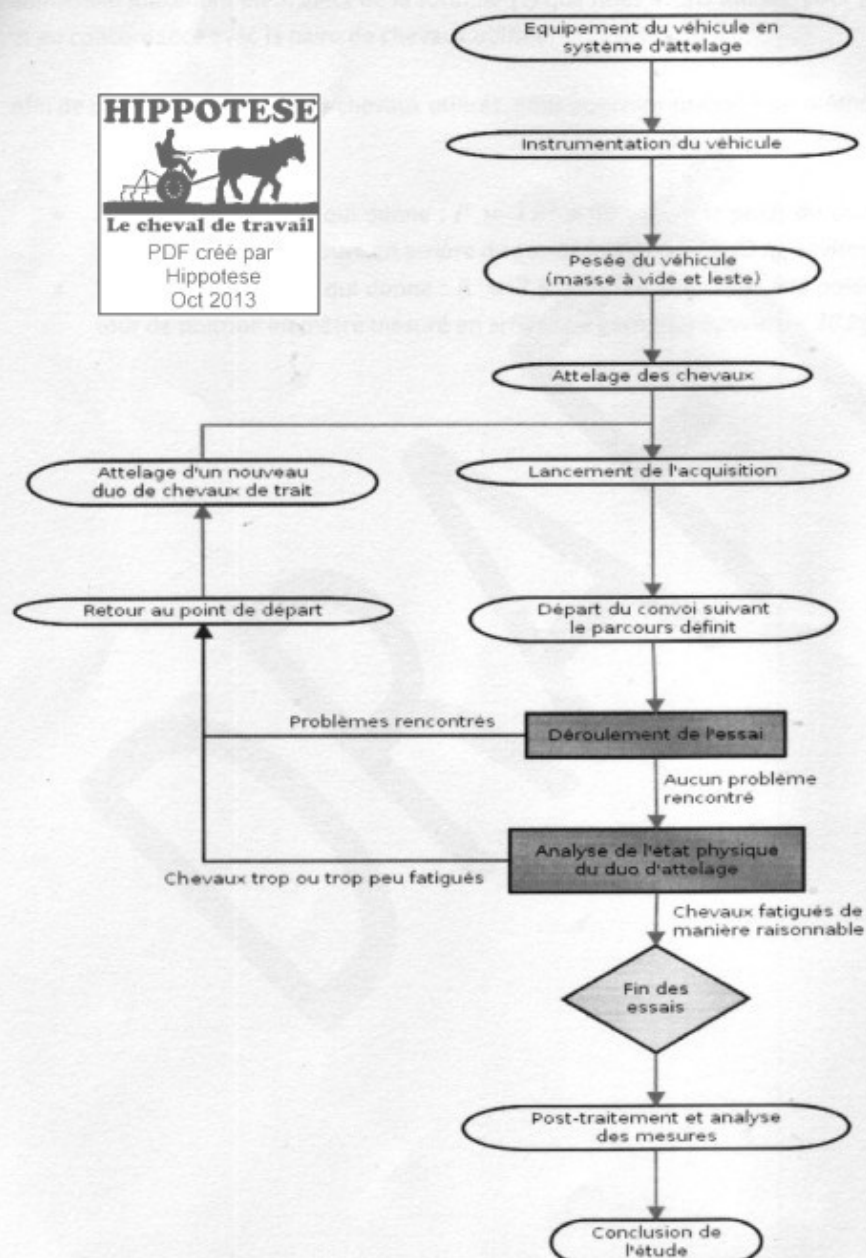 Equipement du véhicule en
système d'attelage
HIPPOTESE
Le cheval de travail
PDF créé par
Hippotese
Oct 2013
Instrumentation du véhicule
Pesée du véhicule
(masse à vide et leste)
Attelage des chevaux
Attelage d'un nouveau
duo de chevaux de trait
Lancement de l'acquisition
Retour au point de départ
Départ du convoi suivant
le parcours définit
Problèmes rencontrés
Déroulement de l'essai
Aucun problème
rencontré
Analyse de l'état physique
du duo d'attelage
Chevaux trop ou trop peu fatigués
Chevaux fatigués de
manière raisonnable
Fin des
essais
Post-traitement et analyse
des mesures
Conclusion de
l'étude